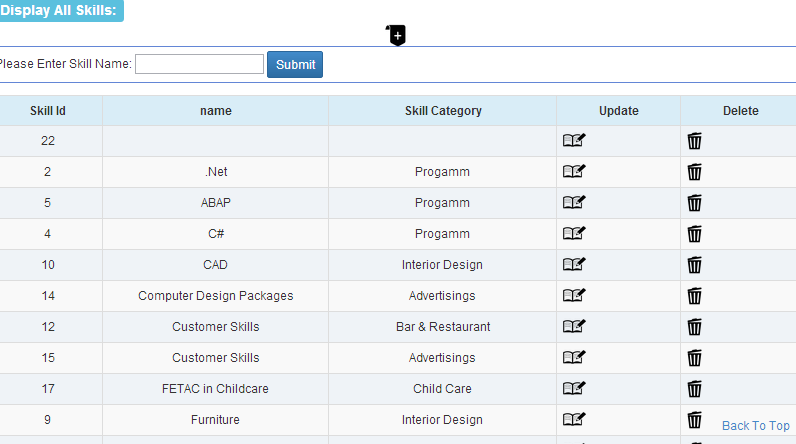 Display All Skills:
Please Enter Skill Name: Submit
Skill Id name Skill Category Update Delete
22
2 .Net Progamm
5 ABAP Progamm
4 C# Progamm
10 CAD Interior Design
14 Computer Design Packages Advertisings
12 Customer Skills Bar & Restaurant
15 Customer Skills Advertisings
17 FETAC in Childcare Child Care
9 Furniture Interior Design
Back To Top